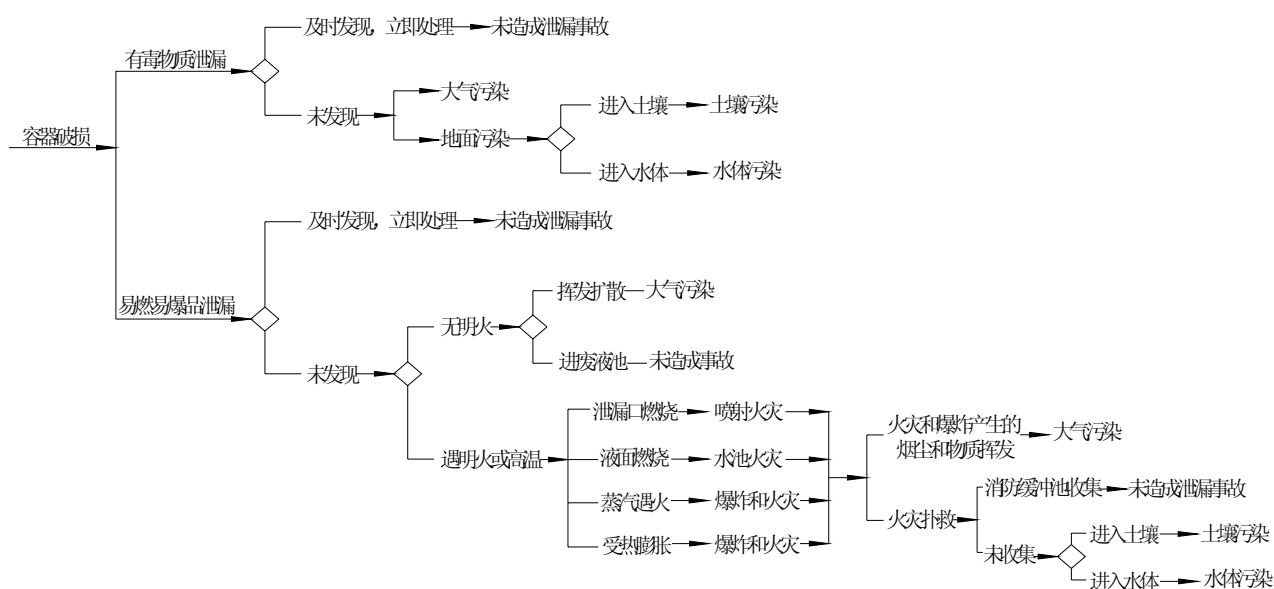 及时发现，立即处理
未造成泄漏事故
有毒物质泄漏
未发现
大气污染
地面污染
进入土壤
土壤污染
进入水体
水体污染
容器破损
及时发现，立即处理
未造成泄漏事故
易燃易爆品泄漏
未发现
无明火
挥发扩散
大气污染
进废液池
未造成事故
遇明火或高温
泄漏口燃烧
喷射火灾
液面燃烧
水池火灾
蒸汽遇火
爆炸和火灾
受热膨胀
爆炸和火灾
火灾和爆炸产生的
烟尘和物质挥发
大气污染
火灾扑救
消防缓冲池收集
未造成泄漏事故
未收集
进入土壤
土壤污染
进入水体
水体污染